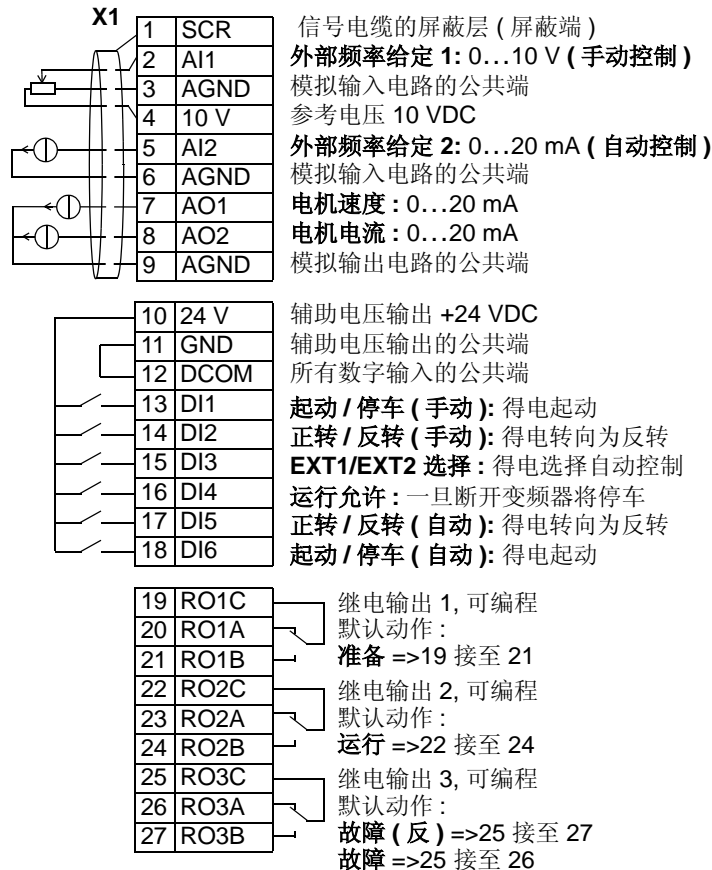 X1
1 SCR 信号电缆的屏蔽层 ( 屏蔽端 )
2 AI1 外部频率给定 1: 0…10 V ( 手动控制 )
3 AGND 模拟输入电路的公共端
4 10 V 参考电压 10 VDC
5 AI2 外部频率给定 2: 0…20 mA ( 自动控制 )
6 AGND 模拟输入电路的公共端
7 AO1 电机速度 : 0…20 mA
8 AO2 电机电流 : 0…20 mA
9 AGND 模拟输出电路的公共端
10 24 V 辅助电压输出 +24 VDC
11 GND 辅助电压输出的公共端
12 DCOM 所有数字输入的公共端
13 DI1 起动 / 停车 ( 手动 ): 得电起动
14 DI2 正转 / 反转 ( 手动 ): 得电转向为反转
15 DI3 EXT1/EXT2 选择 : 得电选择自动控制
16 DI4 运行允许 : 一旦断开变频器将停车
17 DI5 正转 / 反转 ( 自动 ): 得电转向为反转
18 DI6 起动 / 停车 ( 自动 ): 得电起动
19 RO1C 继电输出 1, 可编程
20 RO1A 默认动作 :
21 RO1B 准备 =>19 接至 21
22 RO2C 继电输出 2, 可编程
23 RO2A 默认动作 :
24 RO2B 运行 =>22 接至 24
25 RO3C 继电输出 3, 可编程
26 RO3A 默认动作 :
27 RO3B 故障 ( 反 ) =>25 接至 27
故障 =>25 接至 26